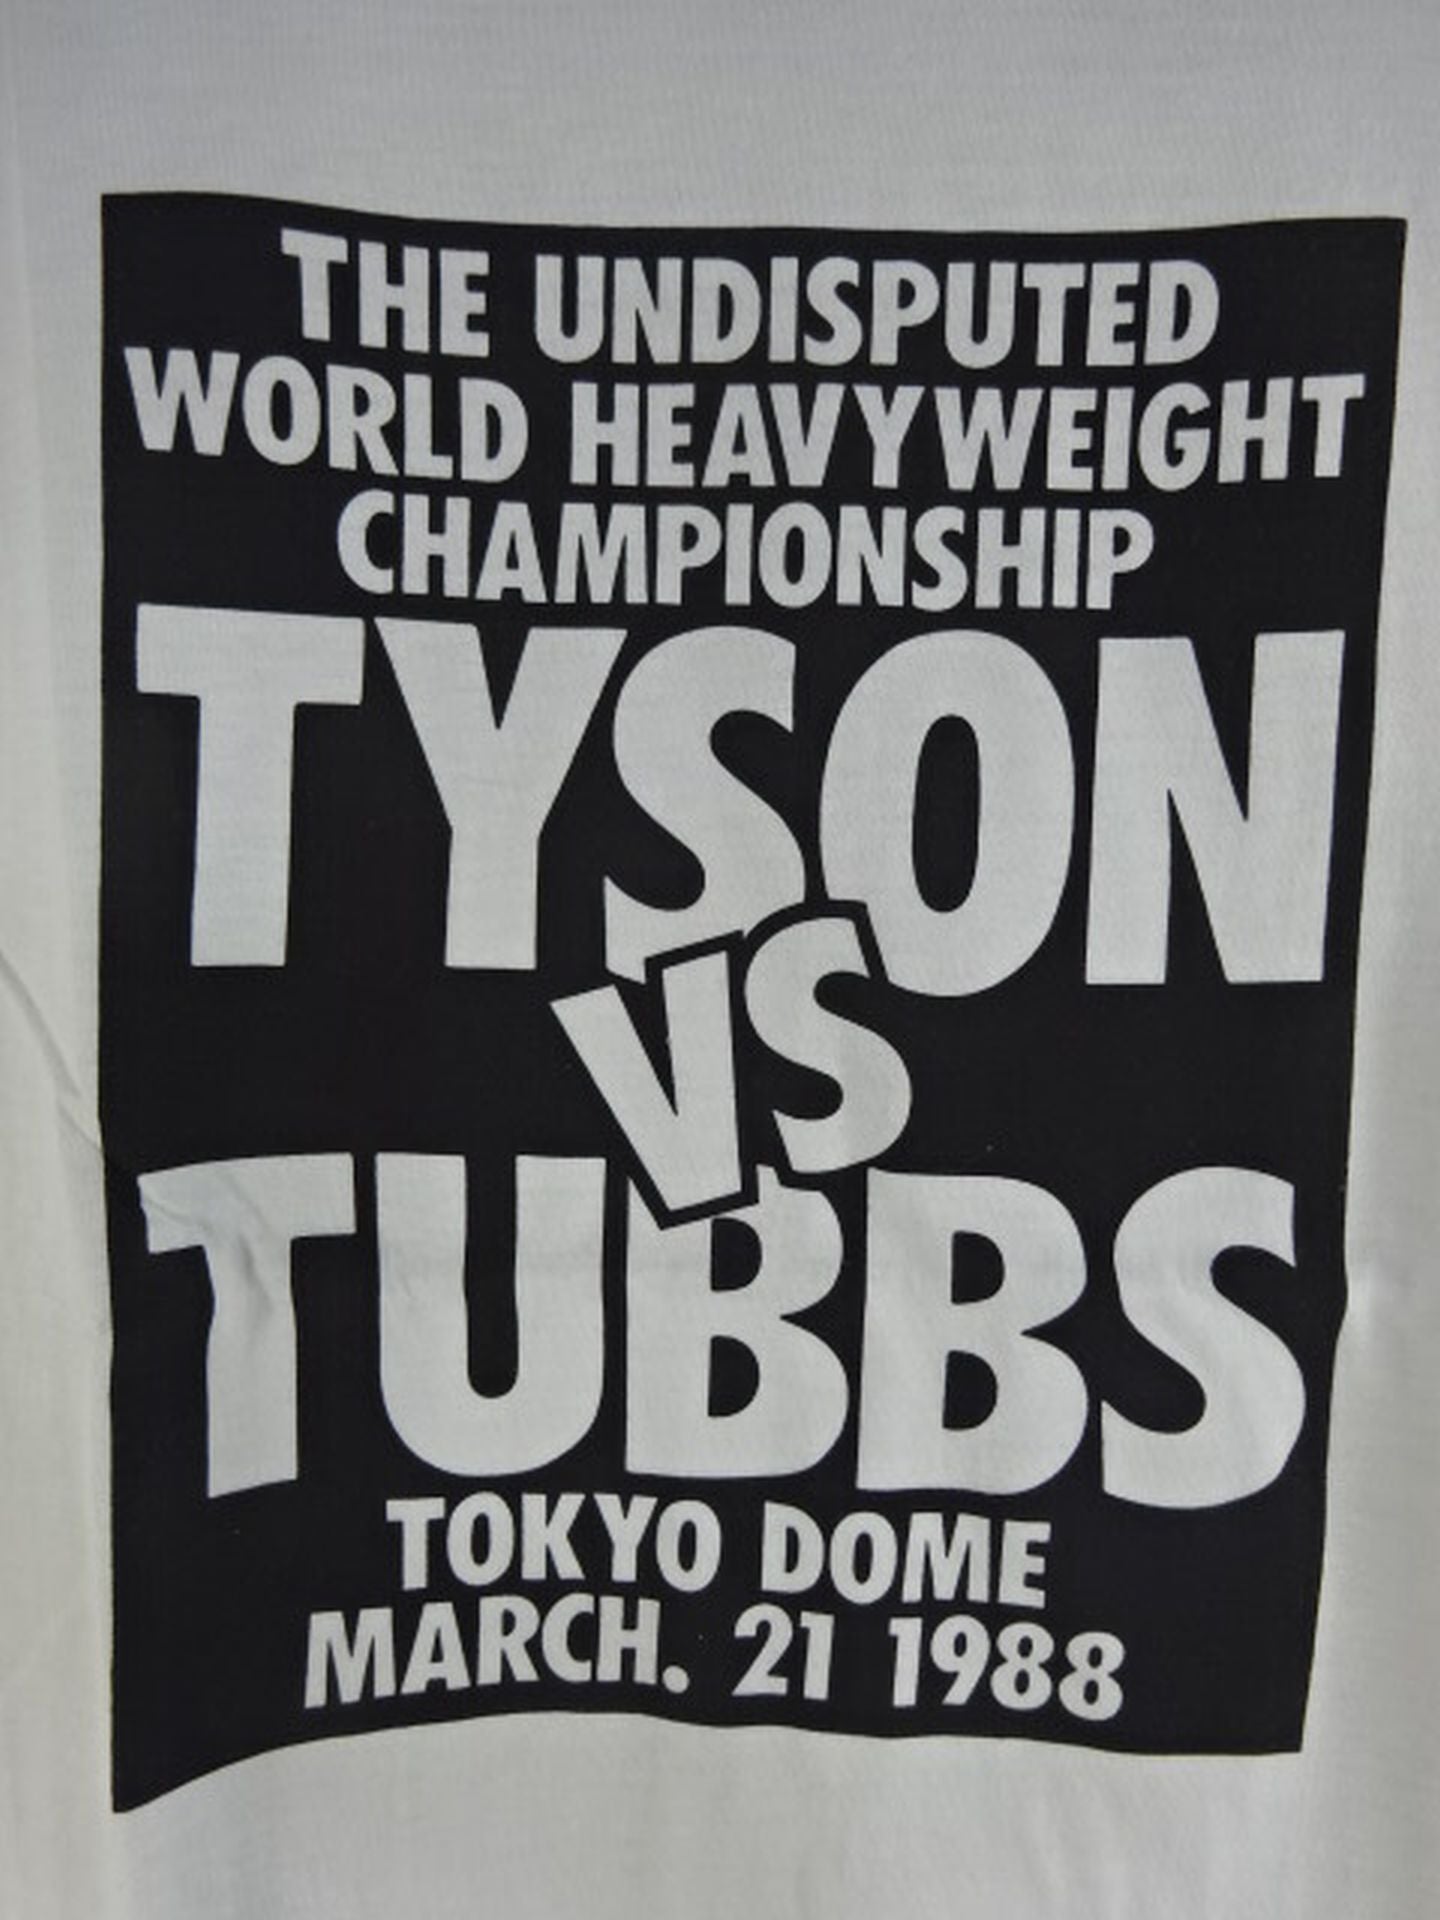 THE UNDISPUTED
WORLD HEAVYWEIGHT
CHAMPIONSHIP
TYSON
VS
TUBBS
TOKYO DOME
MARCH. 21 1988